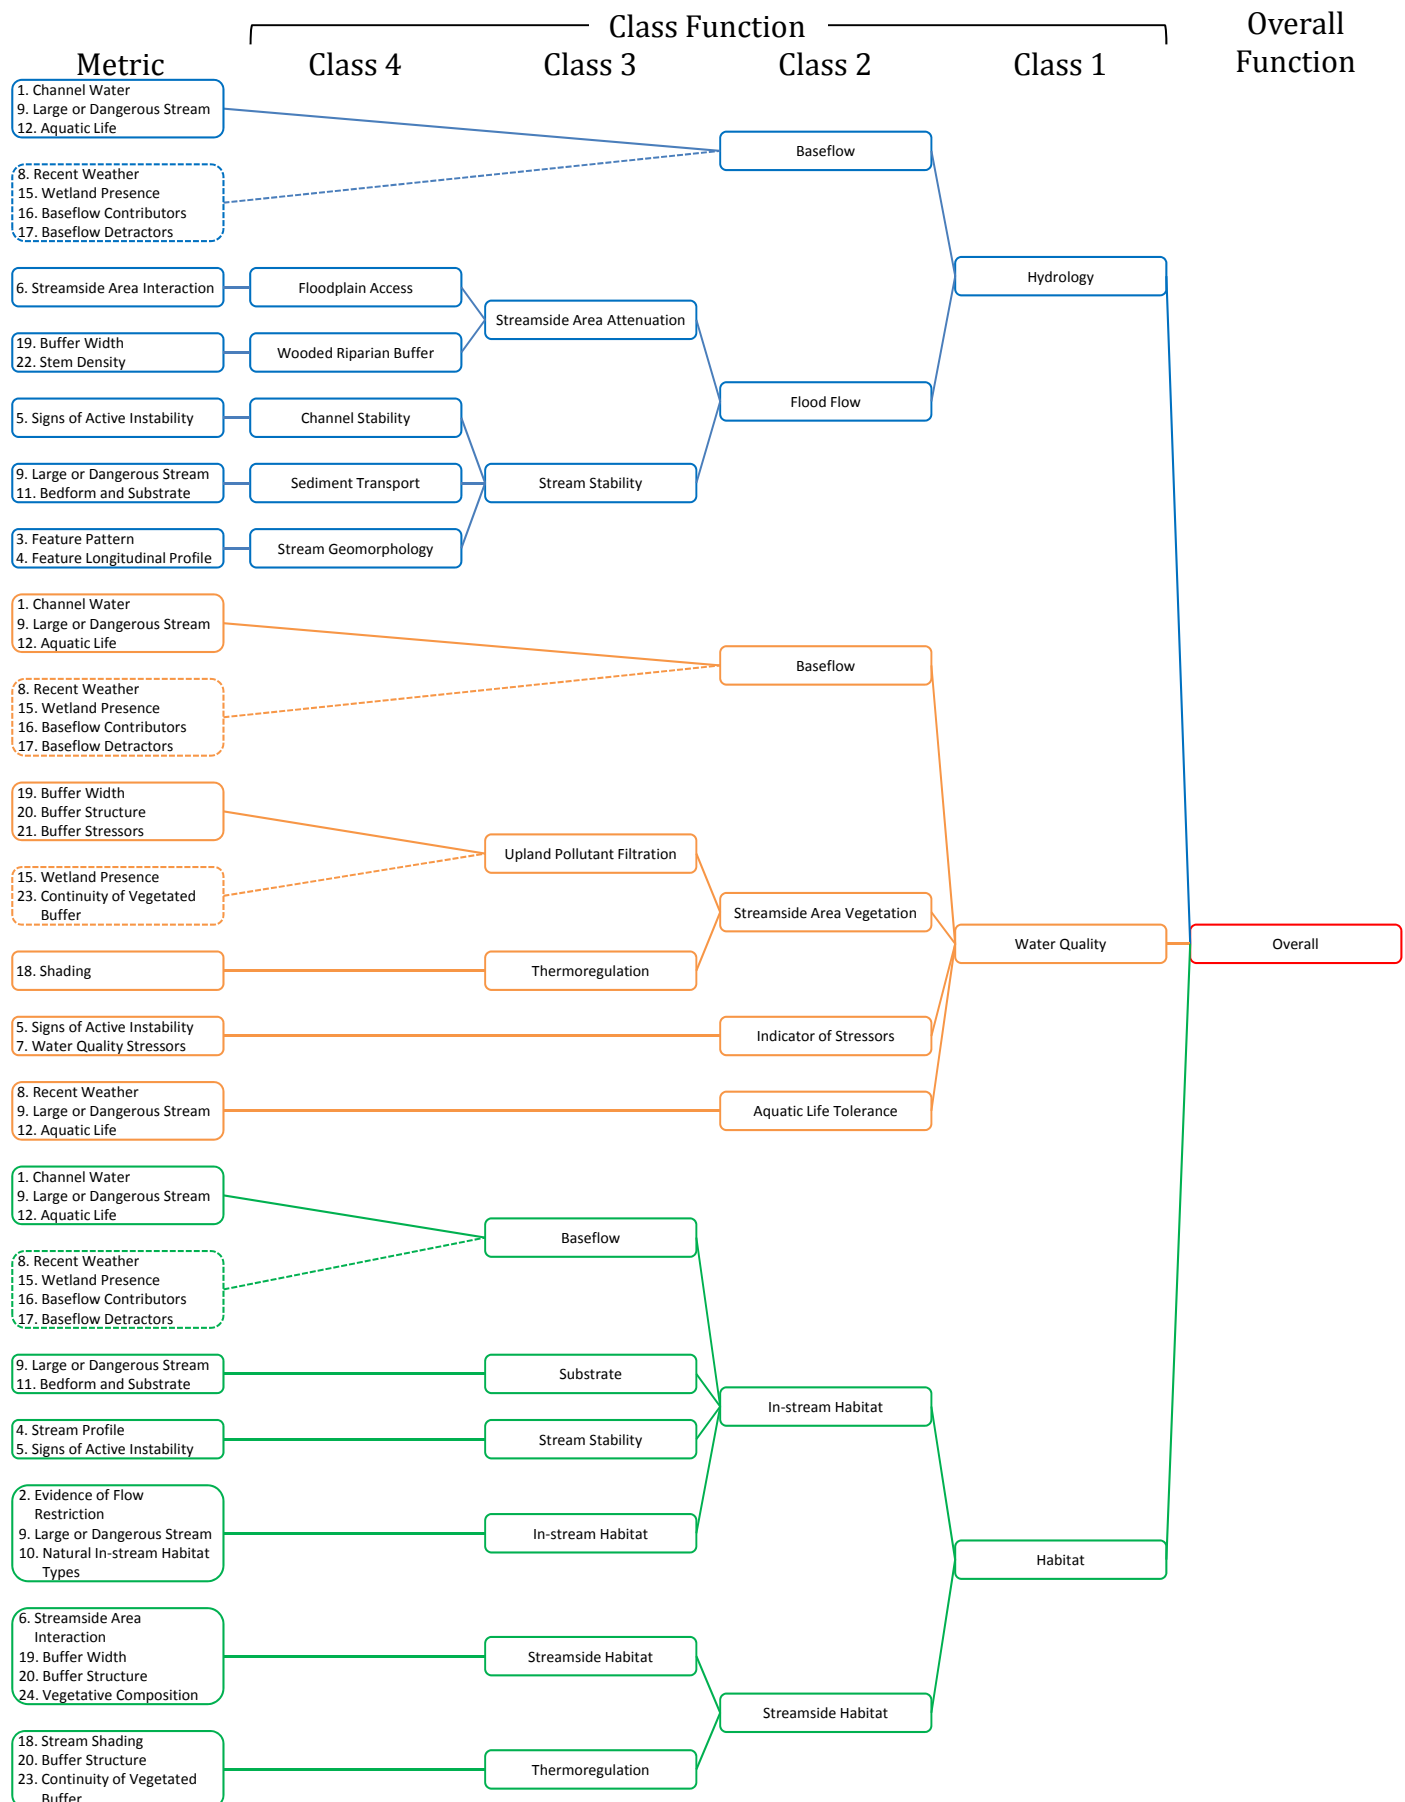 Class Function
Overall
Function
Metric
Class 4
Class 3
Class 2
Class 1
1. Channel Water
9. Large or Dangerous Stream
12. Aquatic Life
Baseflow
8. Recent Weather
15. Wetland Presence
16. Baseflow Contributors
17. Baseflow Detractors
Hydrology
6. Streamside Area Interaction
Floodplain Access
Streamside Area Attenuation
19. Buffer Width
22. Stem Density
Wooded Riparian Buffer
Flood Flow
5. Signs of Active Instability
Channel Stability
9. Large or Dangerous Stream
11. Bedform and Substrate
Sediment Transport
Stream Stability
3. Feature Pattern
4. Feature Longitudinal Profile
Stream Geomorphology
1. Channel Water
9. Large or Dangerous Stream
12. Aquatic Life
Baseflow
8. Recent Weather
15. Wetland Presence
16. Baseflow Contributors
17. Baseflow Detractors
19. Buffer Width
20. Buffer Structure
21. Buffer Stressors
Upland Pollutant Filtration
15. Wetland Presence
23. Continuity of Vegetated
Buffer
Streamside Area Vegetation
Water Quality
Overall
18. Shading
Thermoregulation
5. Signs of Active Instability
7. Water Quality Stressors
Indicator of Stressors
8. Recent Weather
9. Large or Dangerous Stream
12. Aquatic Life
Aquatic Life Tolerance
1. Channel Water
9. Large or Dangerous Stream
12. Aquatic Life
Baseflow
8. Recent Weather
15. Wetland Presence
16. Baseflow Contributors
17. Baseflow Detractors
9. Large or Dangerous Stream
11. Bedform and Substrate
Substrate
In-stream Habitat
4. Stream Profile
5. Signs of Active Instability
Stream Stability
2. Evidence of Flow
Restriction
9. Large or Dangerous Stream
10. Natural In-stream Habitat
Types
In-stream Habitat
Habitat
6. Streamside Area
Interaction
19. Buffer Width
20. Buffer Structure
24. Vegetative Composition
Streamside Habitat
Streamside Habitat
18. Stream Shading
20. Buffer Structure
23. Continuity of Vegetated
Buffer
Thermoregulation